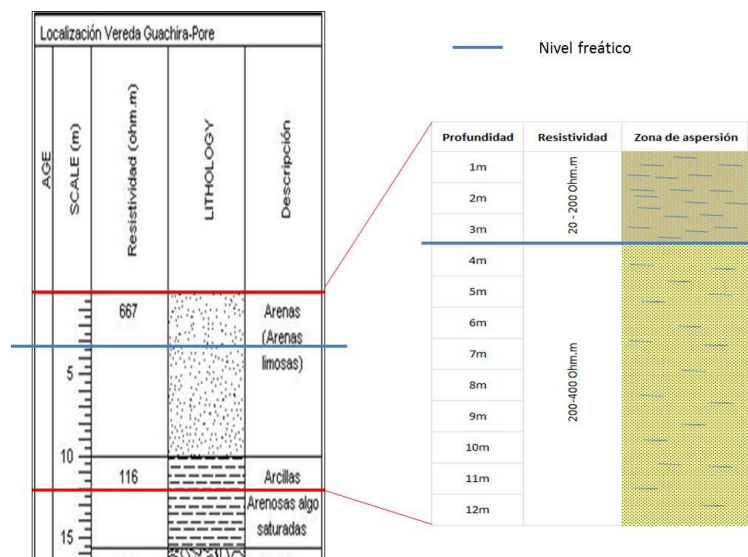 Localización Vereda Guachira-Pore
AGE
SCALE (m)
Resistividad (ohm.m)
LITHOLOGY
Descripción
667
Arenas
(Arenas
limosas)
5
10
116
Arcillas
Arenosas algo
saturadas
15
Nivel freático
Profundidad Resistividad Zona de aspersión
1m
2m
3m
20 - 200 Ohm.m
4m
5m
6m
7m
8m
9m
10m
11m
12m
200-400 Ohm.m